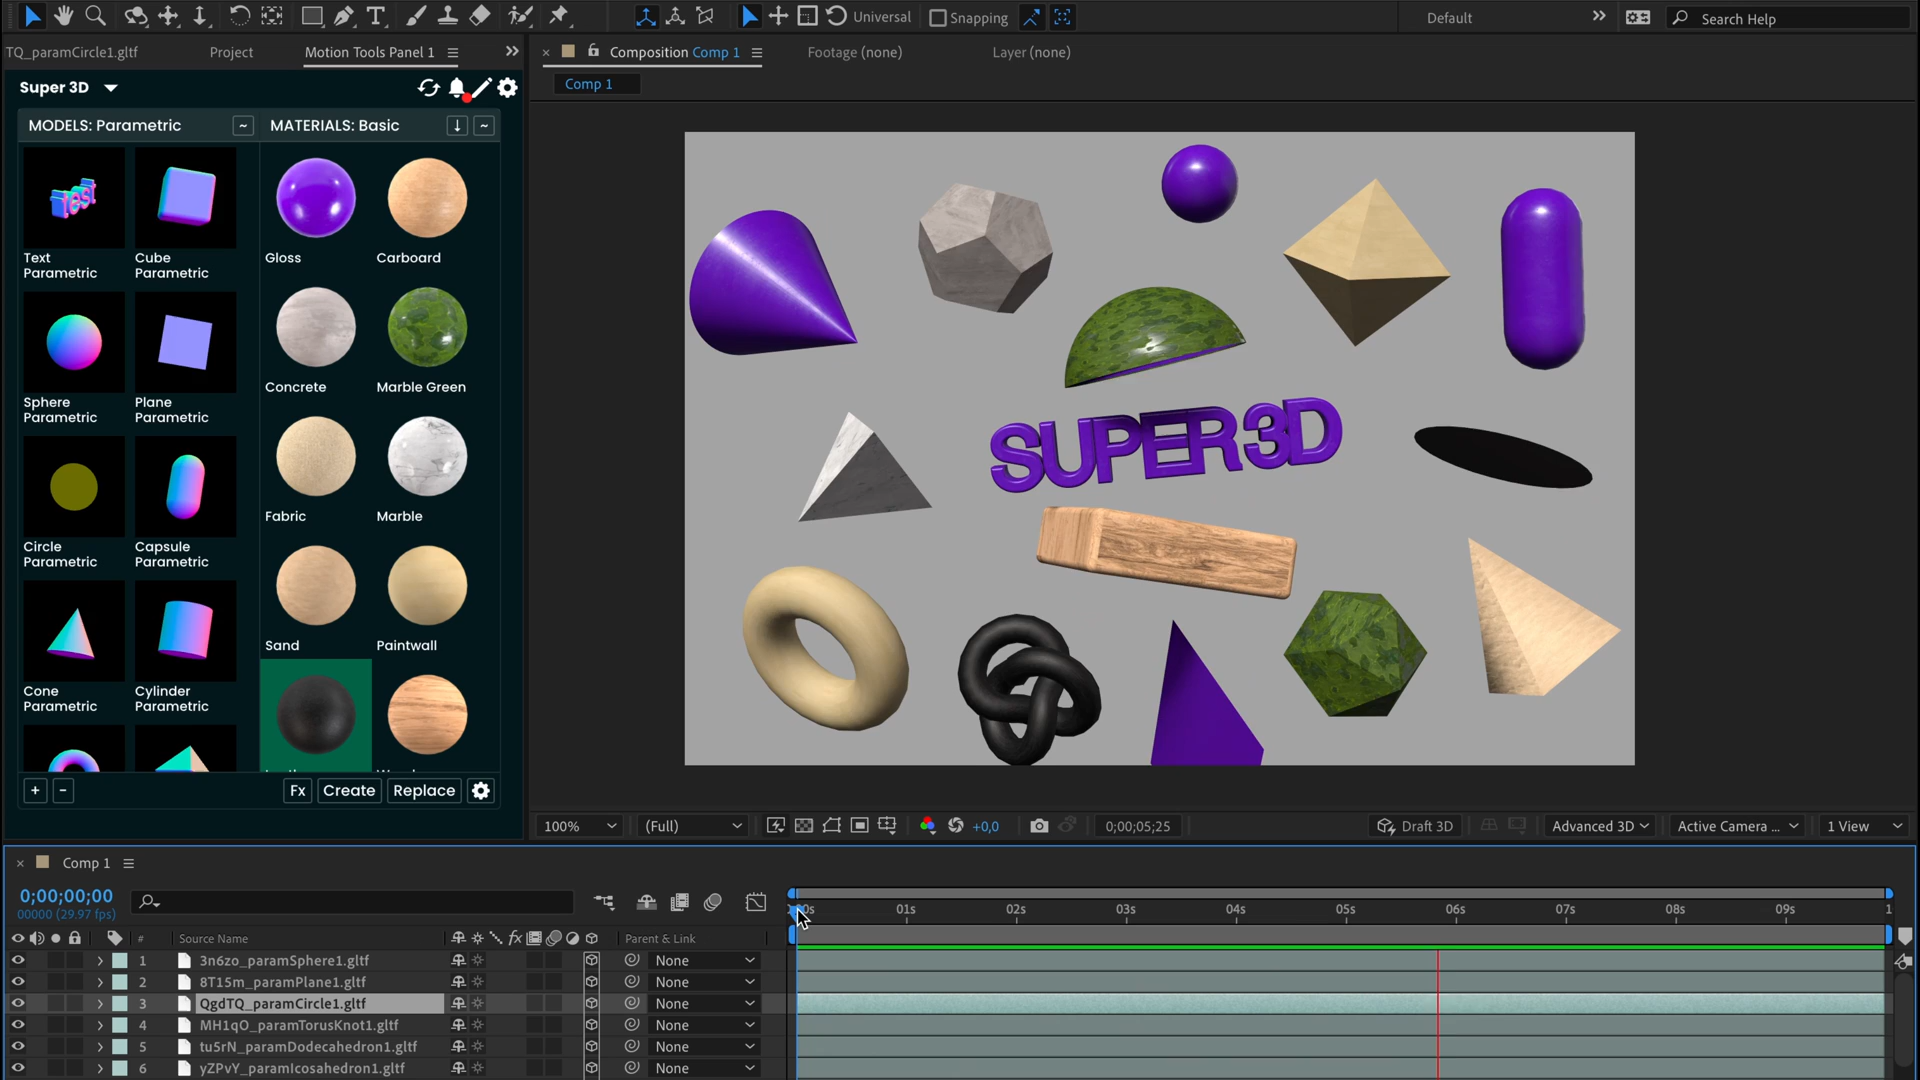 Universal
Snapping
Default
Search Help
TQ_paramCircle1.gltf
Project
Motion Tools Panel 1
Composition Comp 1
Footage (none)
Layer (none)
Super 3D
Comp 1
MODELS: Parametric
~
MATERIALS: Basic
~
Text
Parametric
Cube
Parametric
Gloss
Carboard
Sphere
Parametric
Plane
Parametric
Concrete
Marble Green
Circle
Parametric
Capsule
Parametric
Fabric
Marble
Sand
Paintwall
Cone
Parametric
Cylinder
Parametric
SUPER 3D
+
-
Fx
Create
Replace
100%
(Full)
+0,0
0;00;05;25
Draft 3D
Advanced 3D
Active Camera ...
1 View
Comp 1
0;00;00;00
00000 (29.97 fps)
01s
02s
03s
04s
05s
06s
07s
08s
09s
1
# Source Name
fx
Parent & Link
1 3n6zo_paramSphere1.gltf None
2 8T15m_paramPlane1.gltf None
3 QgdTQ_paramCircle1.gltf None
4 MH1qO_paramTorusKnot1.gltf None
5 tu5rN_paramDodecahedron1.gltf None
6 yZPvY_paramIcosahedron1.gltf None